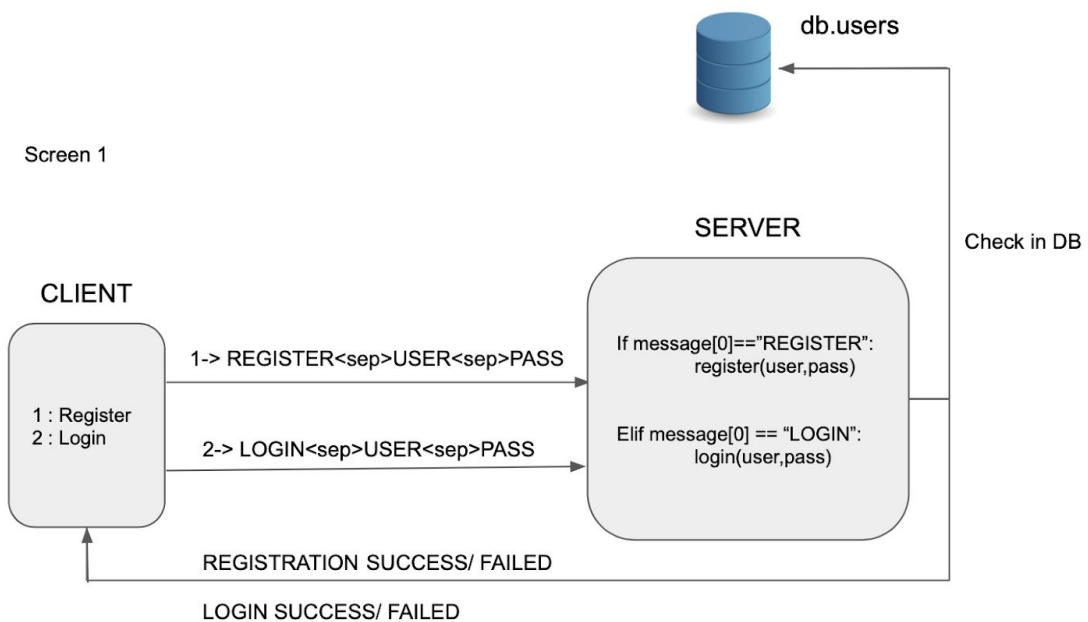 db.users
Screen 1
SERVER
Check in DB
CLIENT
1-> REGISTER<sep>USER<sep>PASS
If message[0]==”REGISTER”:
register(user,pass)
1 : Register
2 : Login
2-> LOGIN<sep>USER<sep>PASS
Elif message[0] == “LOGIN”:
login(user,pass)
REGISTRATION SUCCESS/ FAILED
LOGIN SUCCESS/ FAILED